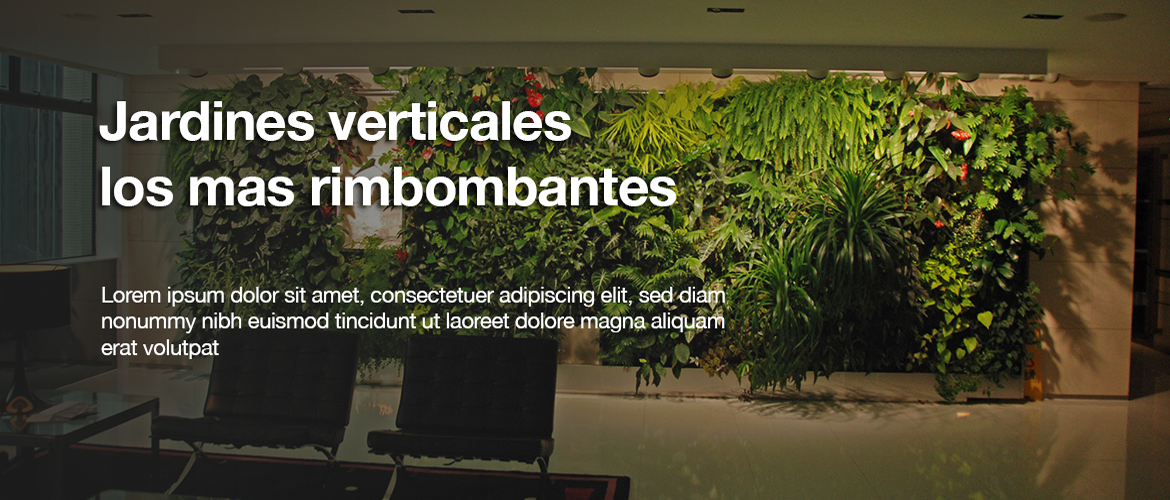 Jardines verticales
los mas rimbombantes
Lorem ipsum dolor sit amet, consectetuer adipiscing elit, sed diam
nonummy nibh euismod tincidunt ut laoreet dolore magna aliquam
erat volutpat